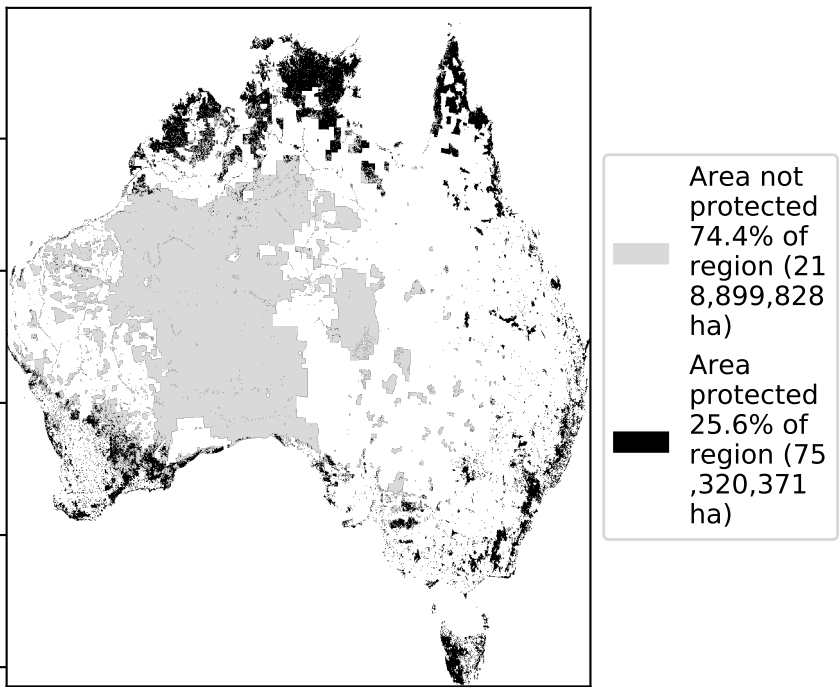 Area not
protected
74.4% of
region (21
8,899,828
ha)
Area
protected
25.6% of
region (75
,320,371
ha)